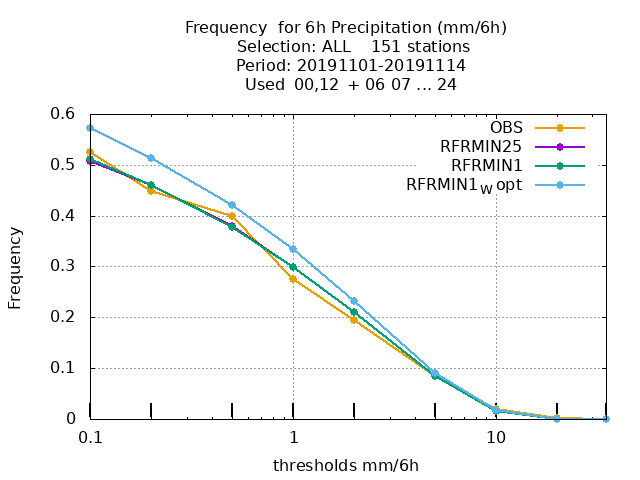 Frequency for 6h Precipitation (mm/6h)
Selection: ALL 151 stations
Period: 20191101-20191114
Used 00,12 + 06 07 ... 24
0.6
OBS
RFRMIN25
RFRMIN1
RFRMIN1_W opt
0.5
0.4
0.3
0.2
0.1
0
Frequency
0.1 1 10
thresholds mm/6h